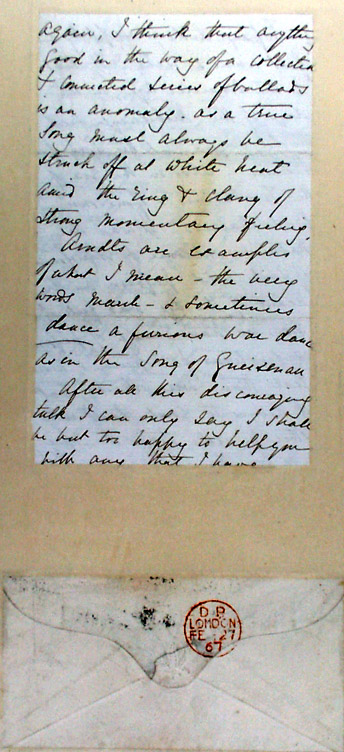 again, I think that anything
good in the way of a collection
& connected series of ballads
is an anomaly. as a true
Song must always be
struck off at white heat
amid the ring & clang of
strong momentary feeling.
Arndts are examples
of what I mean – the very
words march – & sometimes
dance a furious war dance
as in the Song of Gneisenau
After all this discouraging
talk I can only say I shall
be but too happy to help you
with any that I have
D.P.
LONDON
FE 27
67